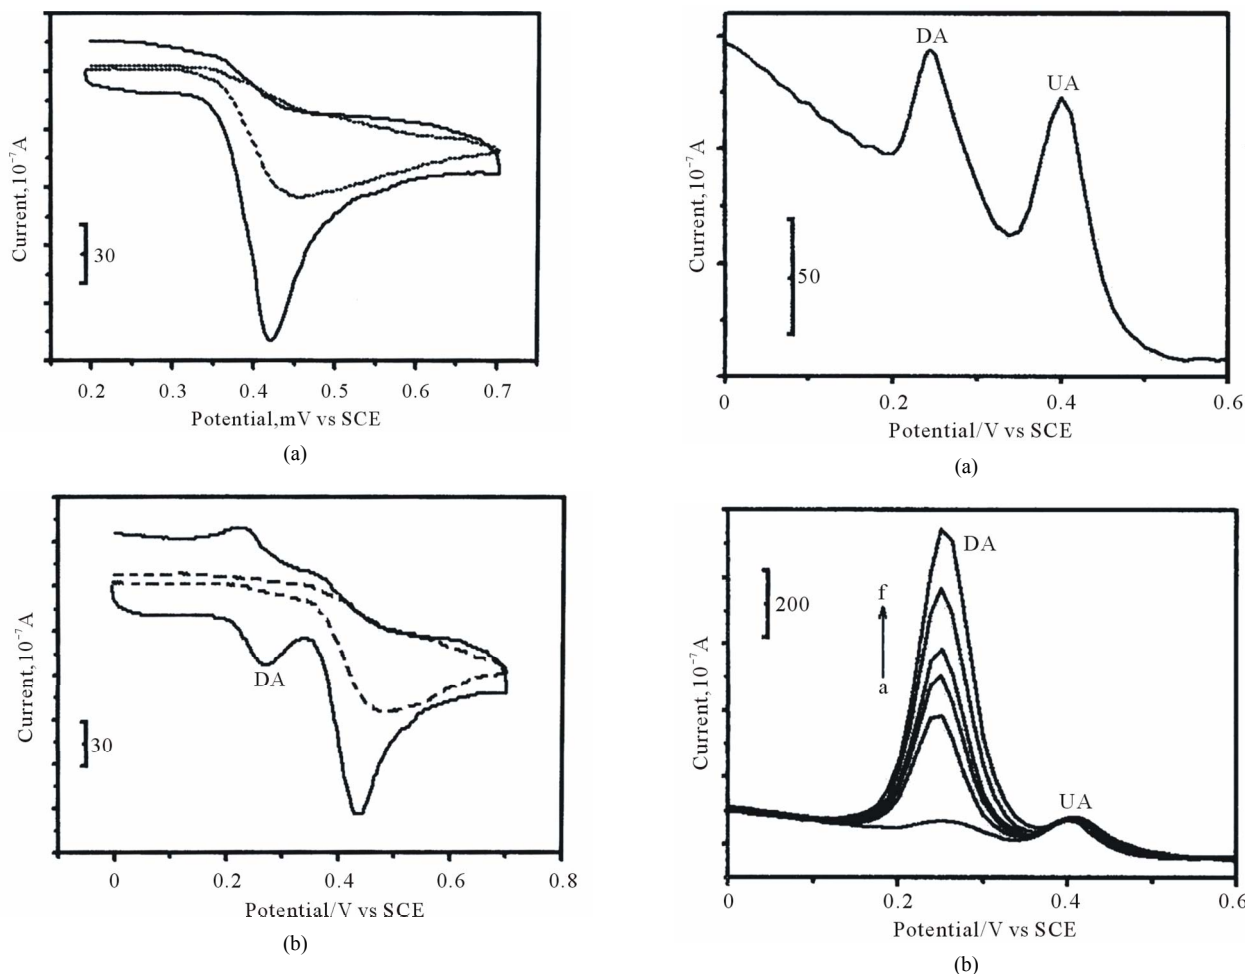 Current,10⁻⁷A
30
0.2 0.3 0.4 0.5 0.6 0.7
Potential,mV vs SCE
(a)
Current,10⁻⁷A
DA
30
0 0.2 0.4 0.6 0.8
Potential/V vs SCE
(b)
Current,10⁻⁷A
DA
UA
50
0 0.2 0.4 0.6
Potential/V vs SCE
(a)
Current,10⁻⁷A
DA
200
f
a
UA
0 0.2 0.4 0.6
Potential/V vs SCE
(b)